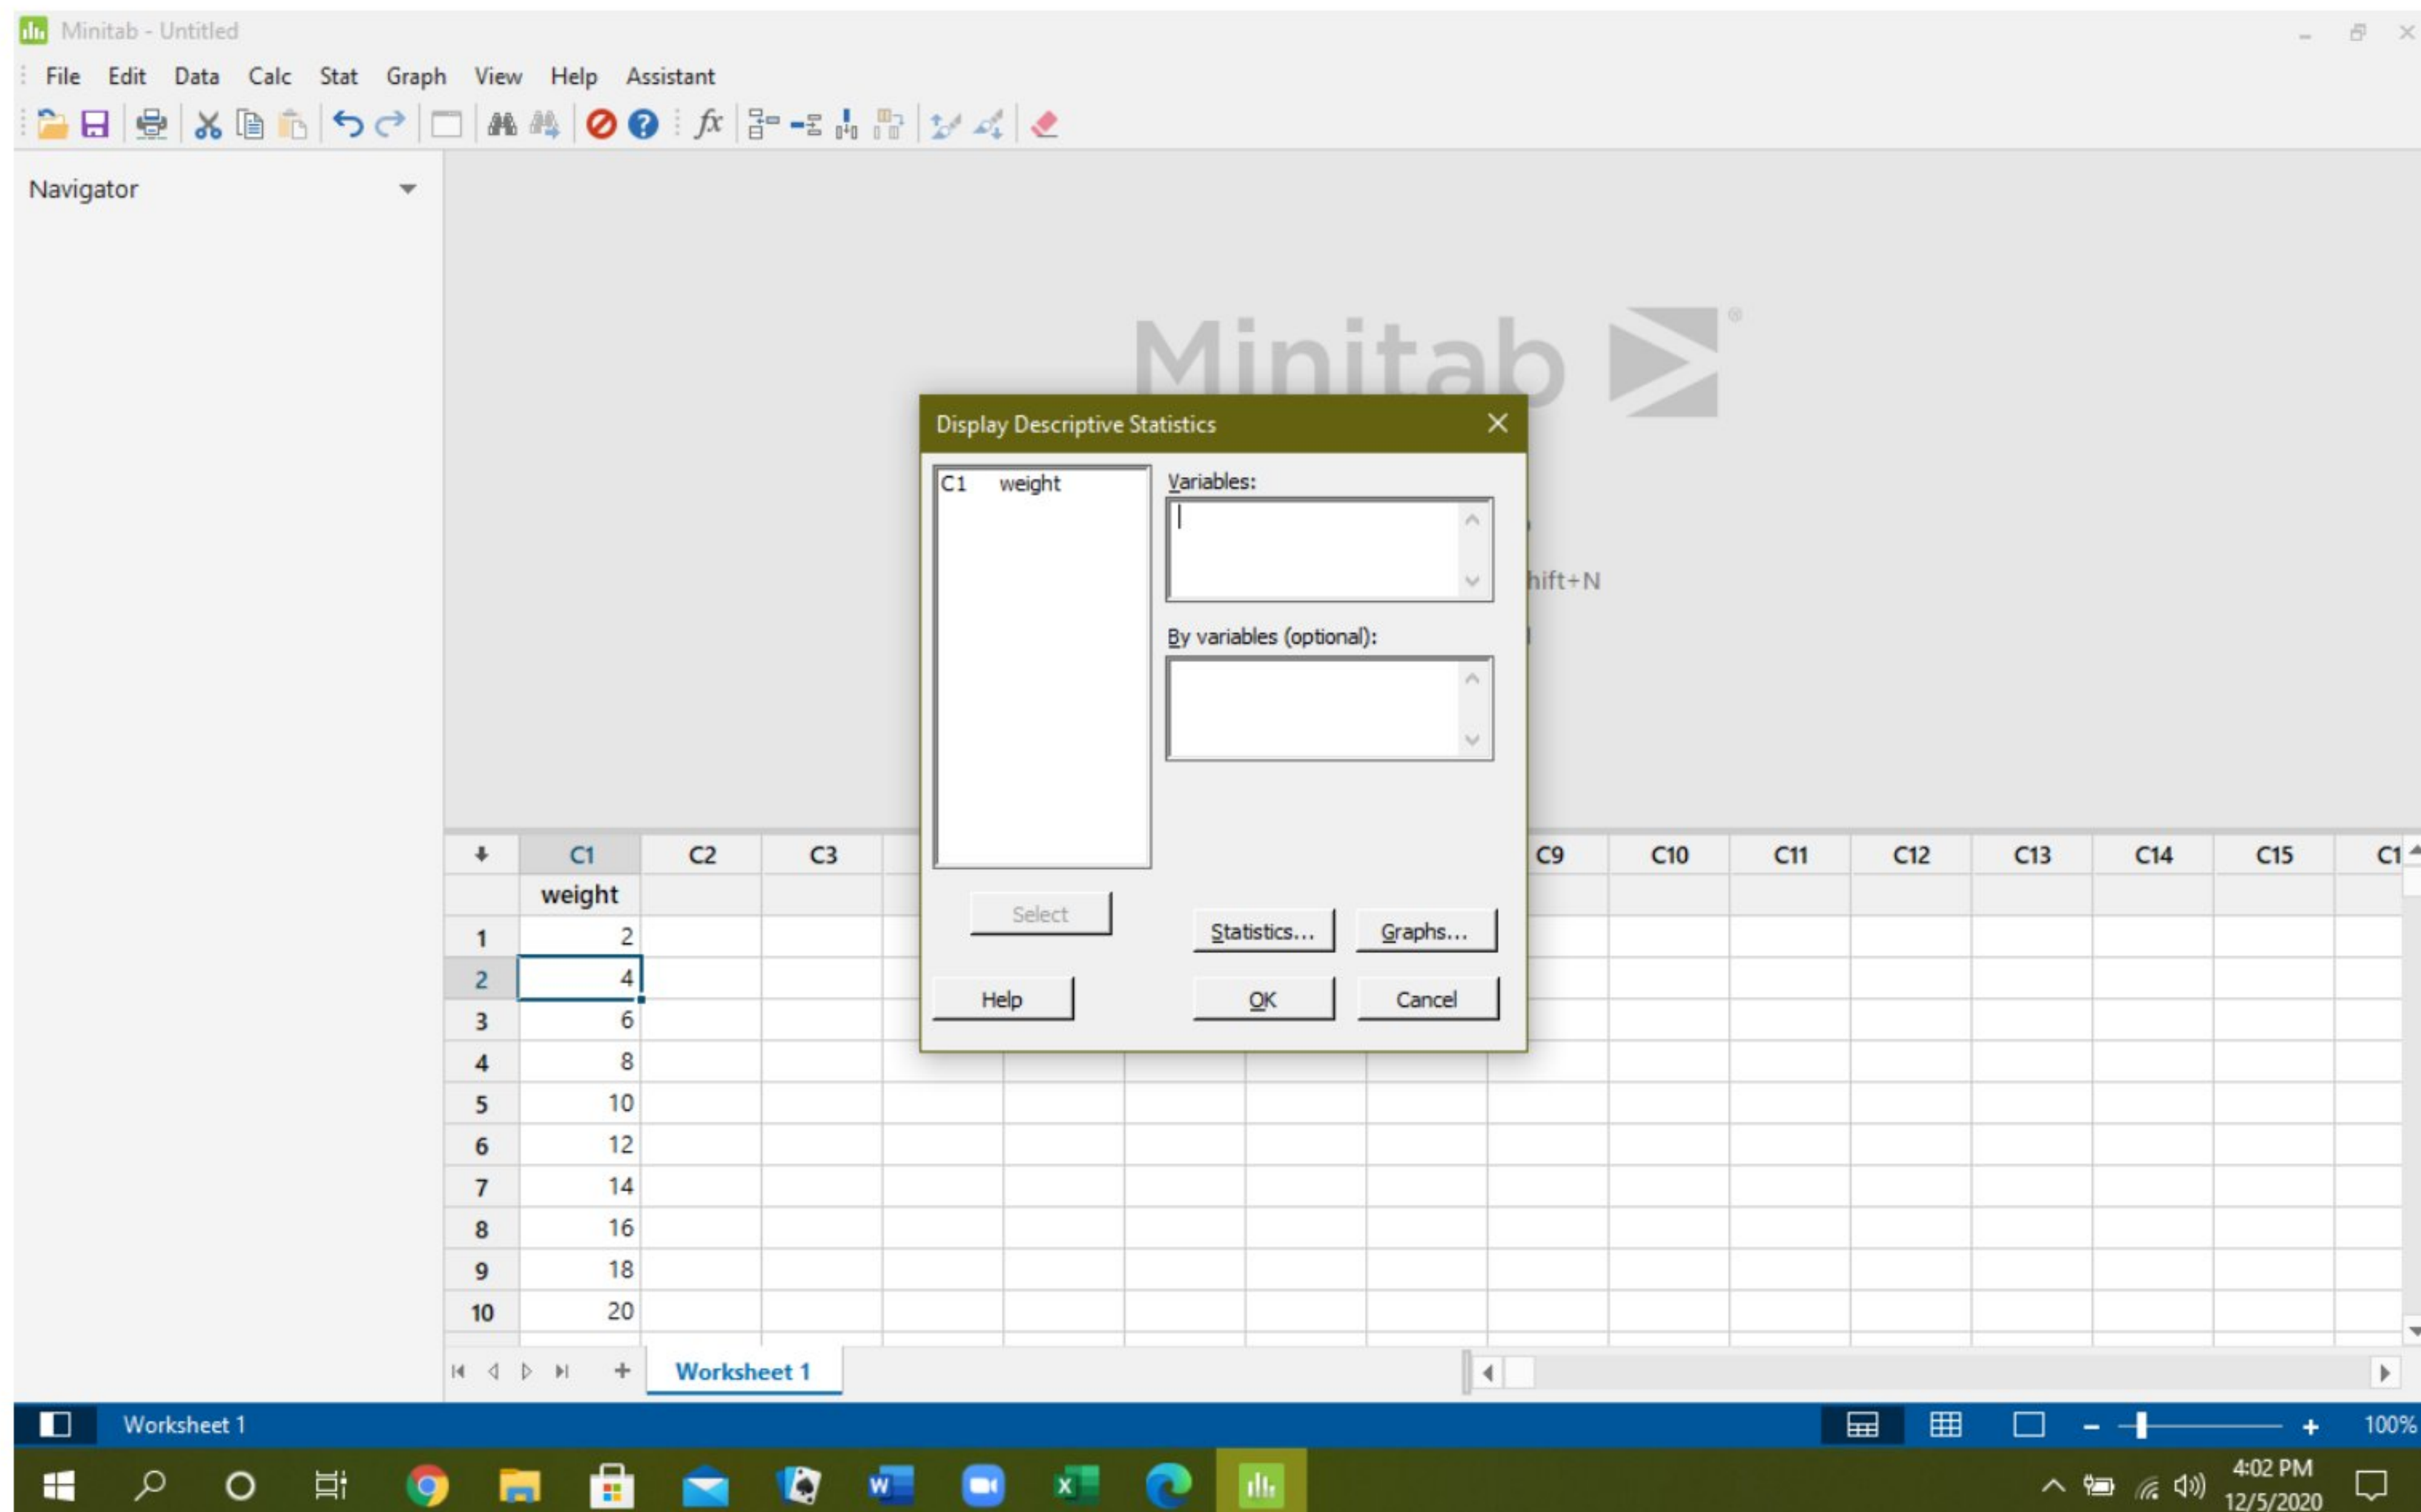 Minitab - Untitled
File Edit Data Calc Stat Graph View Help Assistant
fx
Navigator
Minitab ®
Display Descriptive Statistics
C1 weight
Variables:
hift+N
By variables (optional):
Select
Statistics... Graphs...
Help OK Cancel
C1 C2 C3 C9 C10 C11 C12 C13 C14 C15 C1
weight
1 2
2 4
3 6
4 8
5 10
6 12
7 14
8 16
9 18
10 20
Worksheet 1
Worksheet 1 100%
4:02 PM
12/5/2020